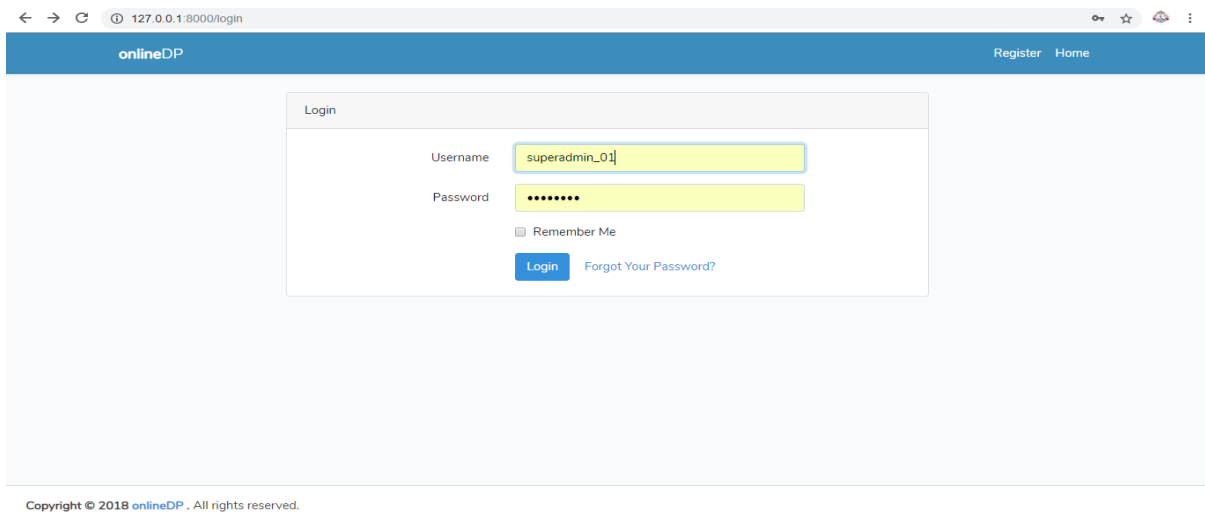 127.0.0.1:8000/login
onlineDP Register Home
Login
Username superadmin_01
Password ••••••••
Remember Me
Login Forgot Your Password?
Copyright © 2018 onlineDP . All rights reserved.